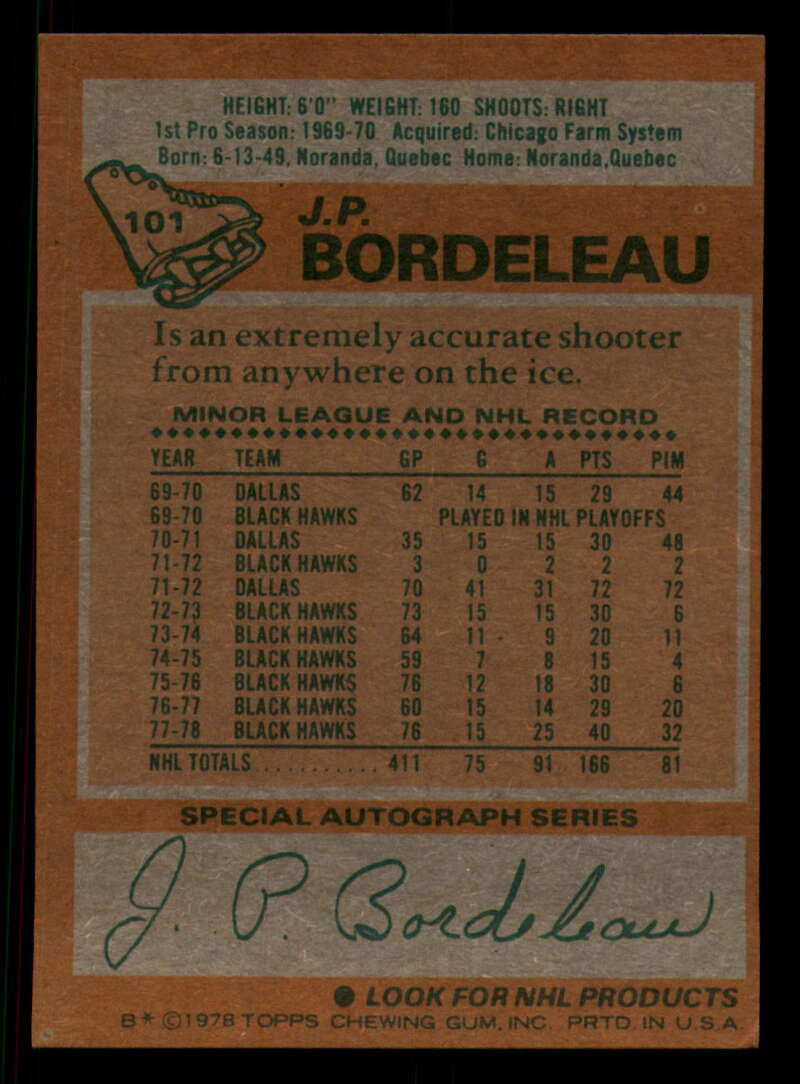 HEIGHT: 6'0" WEIGHT: 160 SHOOTS: RIGHT
1st Pro Season: 1969-70 Acquired: Chicago Farm System
Born: 6-13-49, Noranda, Quebec Home: Noranda, Quebec
101
J.P.
BORDELEAU
Is an extremely accurate shooter
from anywhere on the ice.
MINOR LEAGUE AND NHL RECORD
YEAR TEAM GP G A PTS PIM
69-70 DALLAS 62 14 15 29 44
69-70 BLACK HAWKS PLAYED IN NHL PLAYOFFS
70-71 DALLAS 35 15 15 30 48
71-72 BLACK HAWKS 3 0 2 2 2
71-72 DALLAS 70 41 31 72 72
72-73 BLACK HAWKS 73 15 15 30 6
73-74 BLACK HAWKS 64 11 9 20 11
74-75 BLACK HAWKS 59 7 8 15 4
75-76 BLACK HAWKS 76 12 18 30 6
76-77 BLACK HAWKS 60 15 14 29 20
77-78 BLACK HAWKS 76 15 25 40 32
NHL TOTALS ........... 411 75 91 166 81
SPECIAL AUTOGRAPH SERIES
J. P. Bordeleau
● LOOK FOR NHL PRODUCTS
B* ©1978 TOPPS CHEWING GUM, INC. PRTD. IN U.S.A.